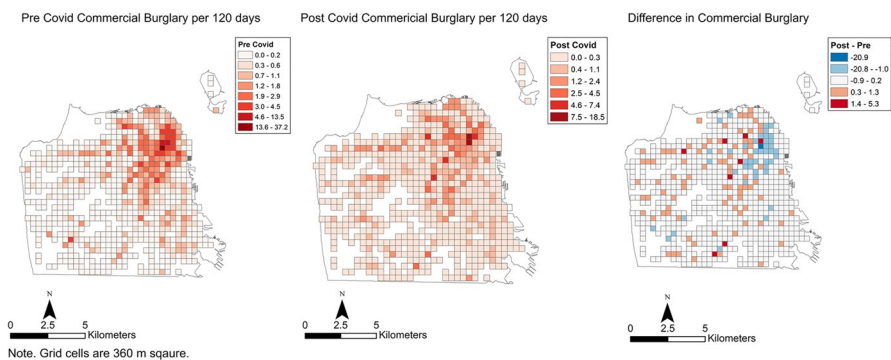 Pre Covid Commercial Burglary per 120 days
Pre Covid
0.0 - 0.2
0.3 - 0.6
0.7 - 1.1
1.2 - 1.8
1.9 - 2.9
3.0 - 4.5
4.6 - 13.5
13.6 - 37.2
N
0 2.5 5
Kilometers
Post Covid Commericial Burglary per 120 days
Post Covid
0.0 - 0.3
0.4 - 1.1
1.2 - 2.4
2.5 - 4.5
4.6 - 7.4
7.5 - 18.5
N
0 2.5 5
Kilometers
Difference in Commercial Burglary
Post - Pre
-20.9
-20.8 - -1.0
-0.9 - 0.2
0.3 - 1.3
1.4 - 5.3
N
0 2.5 5
Kilometers
Note. Grid cells are 360 m sqaure.